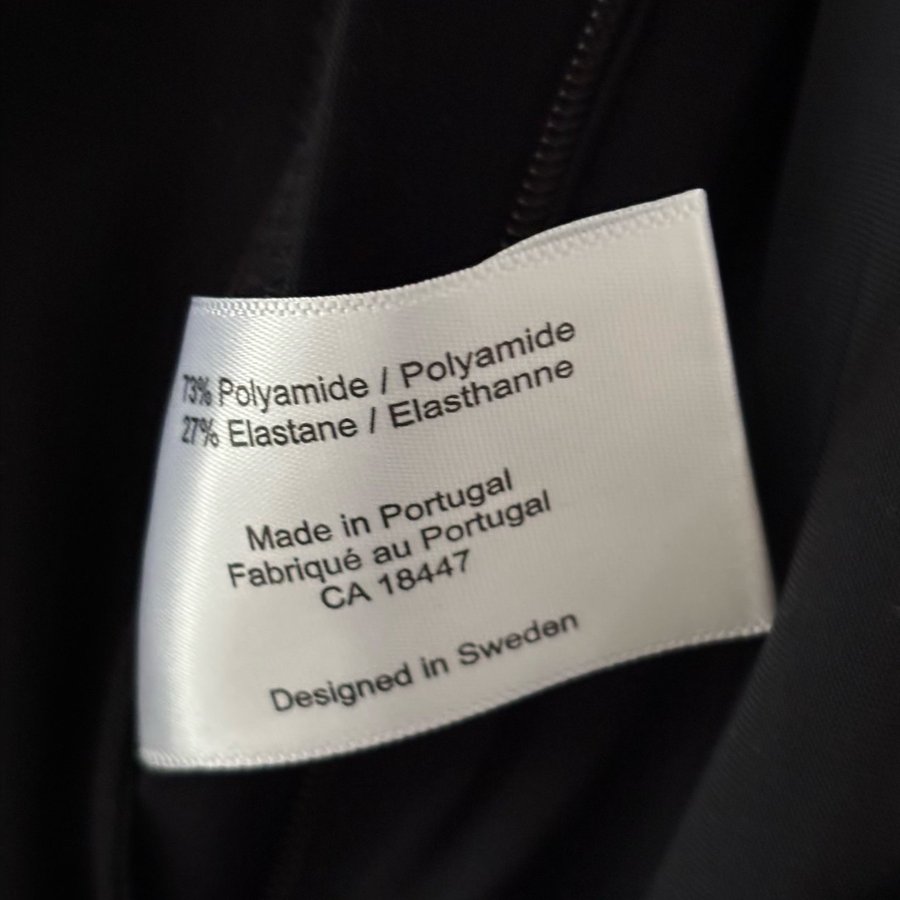 73% Polyamide / Polyamide
27% Elastane / Elasthanne
Made in Portugal
Fabriqué au Portugal
CA 18447
Designed in Sweden